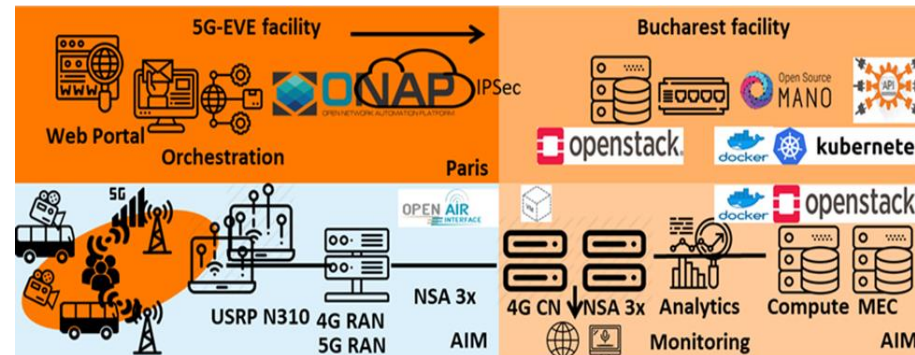 5G-EVE facility
ONAP
OPEN NETWORK AUTOMATION PLATFORM
IPSec
Web Portal
Orchestration
Paris
Bucharest facility
Open Source
MANO
API
openstack.
docker
kubernete
5G
OPEN AIR
INTERFACE
USRP N310
4G RAN
5G RAN
NSA 3x
AIM
docker
openstack
4G CN
NSA 3x
Analytics
Compute
MEC
Monitoring
AIM